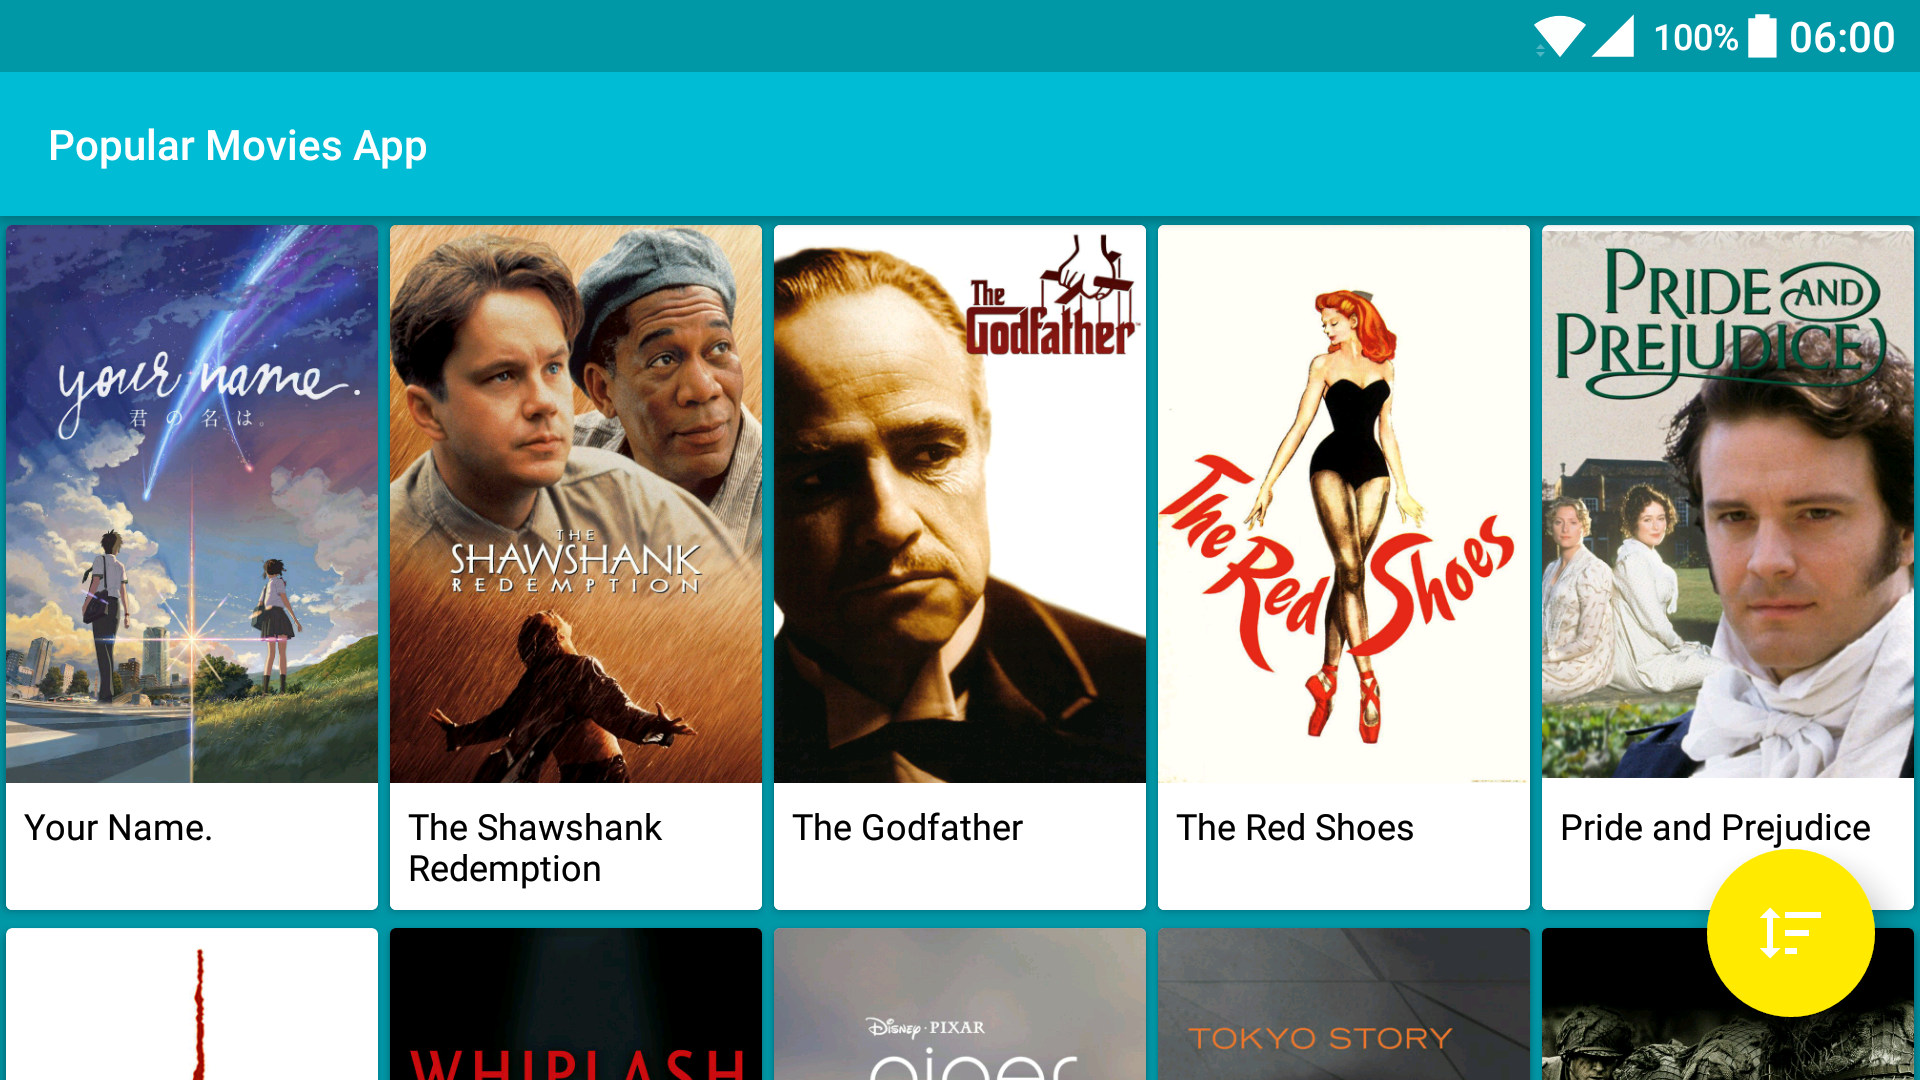 100% 06:00
Popular Movies App
your name.
君の名は。
THE
SHAWSHANK
REDEMPTION
The
Godfather
The Red Shoes
PRIDE AND
PREJUDICE
Your Name.
The Shawshank
Redemption
The Godfather
The Red Shoes
Pride and Prejudice
WHIPLASH
Disney · PIXAR
piper
TOKYO STORY